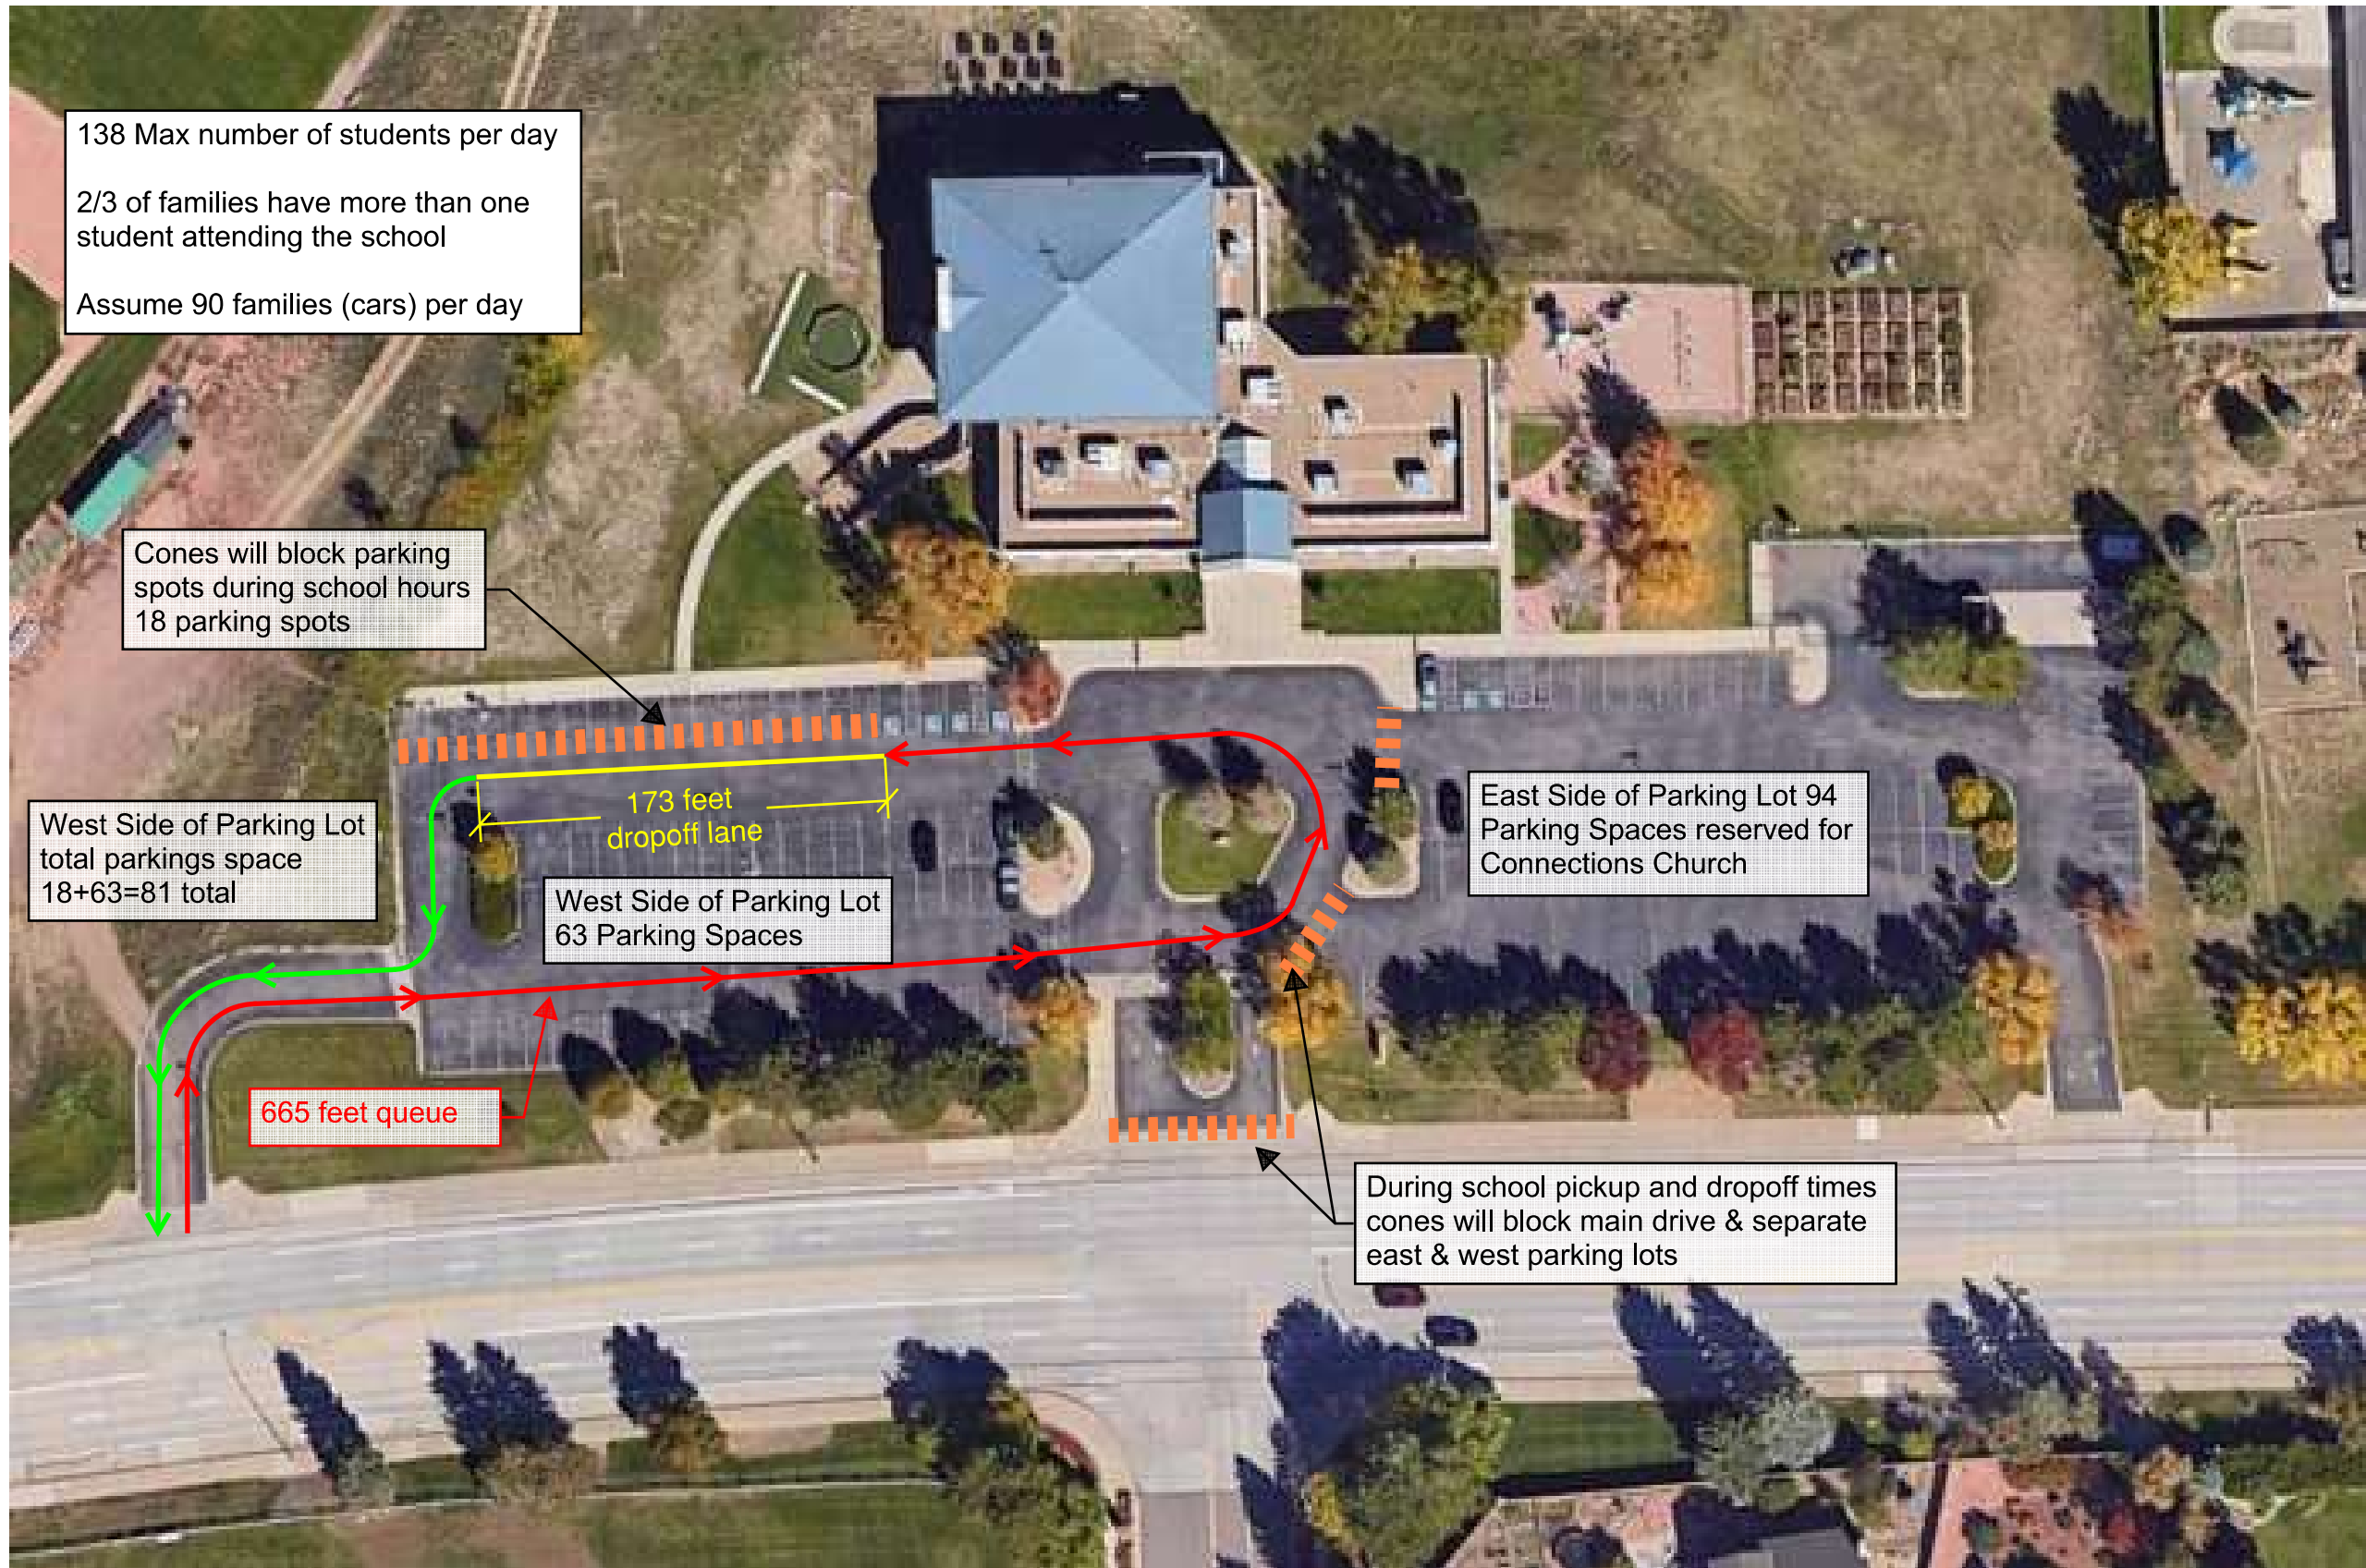 138 Max number of students per day
2/3 of families have more than one
student attending the school
Assume 90 families (cars) per day
Cones will block parking
spots during school hours
18 parking spots
173 feet
dropoff lane
East Side of Parking Lot 94
Parking Spaces reserved for
Connections Church
West Side of Parking Lot
total parkings space
18+63=81 total
West Side of Parking Lot
63 Parking Spaces
665 feet queue
During school pickup and dropoff times
cones will block main drive & separate
east & west parking lots